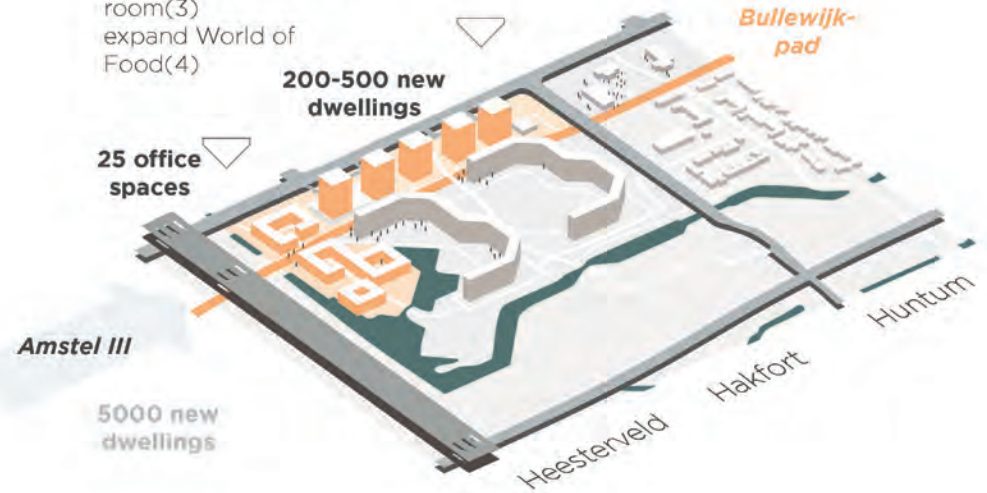 room(3)
expand World of
Food(4)
200-500 new
dwellings
25 office
spaces
Bullewijk-
pad
Amstel III
5000 new
dwellings
Heesterveld
Hakfort
Huntum